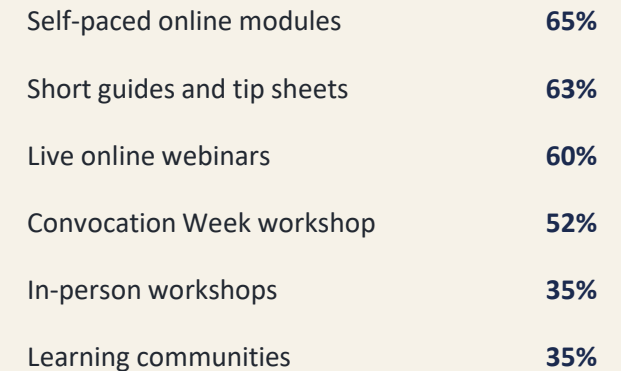 Self-paced online modules 65%
Short guides and tip sheets 63%
Live online webinars 60%
Convocation Week workshop 52%
In-person workshops 35%
Learning communities 35%